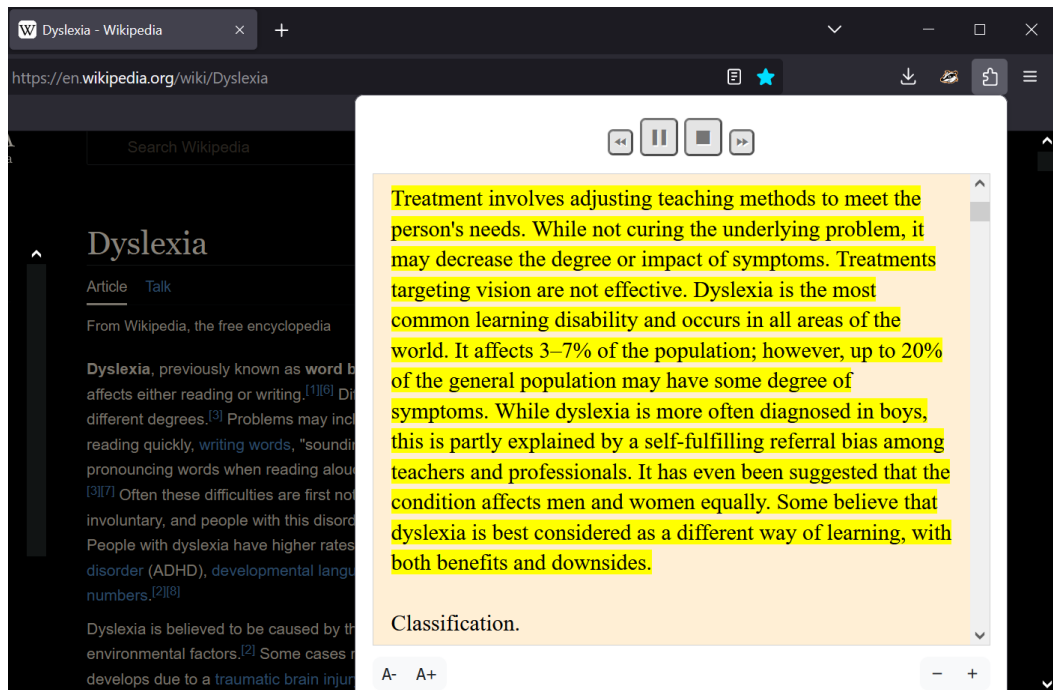 W Dyslexia - Wikipedia
https://en.wikipedia.org/wiki/Dyslexia
Search Wikipedia
Dyslexia
Article Talk
From Wikipedia, the free encyclopedia
Dyslexia, previously known as word
affects either reading or writing.[1][6]
different degrees.[3] Problems may
reading quickly, writing words,
pronouncing words when reading
[3][7] Often these difficulties are first
involuntary, and people with this
People with dyslexia have higher rates
disorder (ADHD), developmental
numbers.[2][8]
Dyslexia is believed to be caused by
environmental factors.[2] Some cases
develops due to a traumatic brain
Treatment involves adjusting teaching methods to meet the
person's needs. While not curing the underlying problem, it
may decrease the degree or impact of symptoms. Treatments
targeting vision are not effective. Dyslexia is the most
common learning disability and occurs in all areas of the
world. It affects 3–7% of the population; however, up to 20%
of the general population may have some degree of
symptoms. While dyslexia is more often diagnosed in boys,
this is partly explained by a self-fulfilling referral bias among
teachers and professionals. It has even been suggested that the
condition affects men and women equally. Some believe that
dyslexia is best considered as a different way of learning, with
both benefits and downsides.
Classification.
A- A+ − +